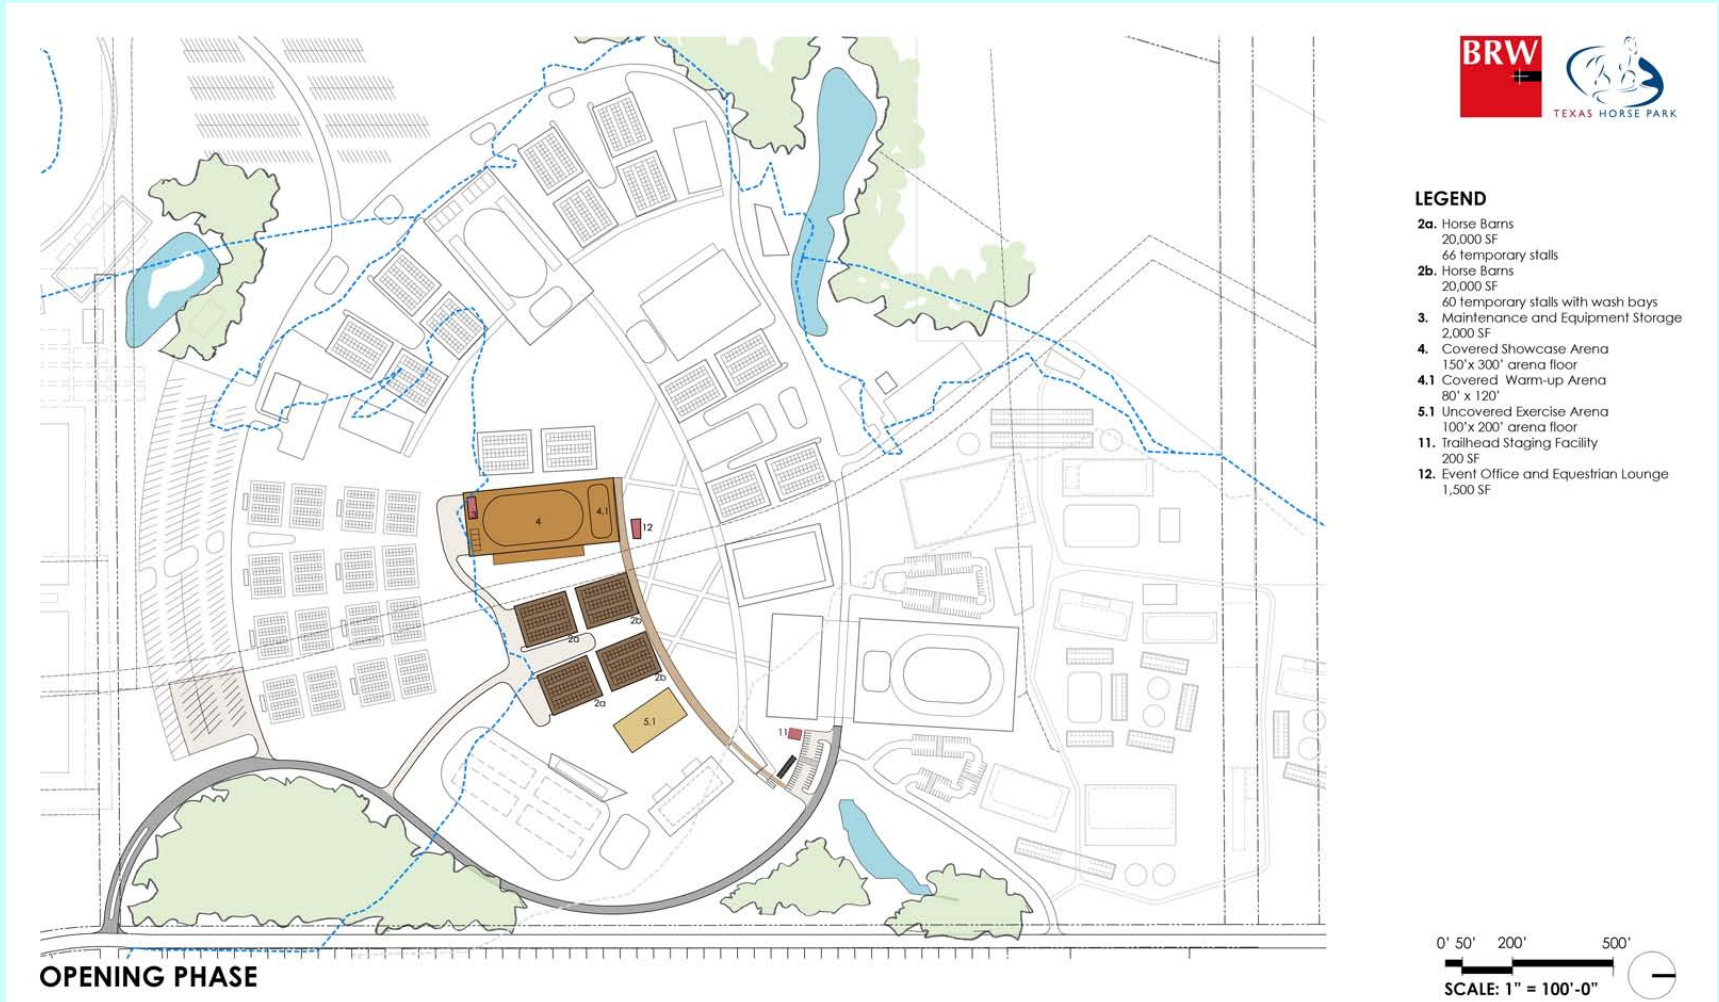 BRW
TEXAS HORSE PARK
LEGEND
2a. Horse Barns
20,000 SF
66 temporary stalls
2b. Horse Barns
20,000 SF
60 temporary stalls with wash bays
3. Maintenance and Equipment Storage
2,000 SF
4. Covered Showcase Arena
150'x 300' arena floor
4.1 Covered Warm-up Arena
80' x 120'
5.1 Uncovered Exercise Arena
100'x 200' arena floor
11. Trailhead Staging Facility
200 SF
12. Event Office and Equestrian Lounge
1,500 SF
3
4
4.1
12
2a
2b
2b
2a
5.1
11
0' 50' 200' 500'
SCALE: 1" = 100'-0"
OPENING PHASE